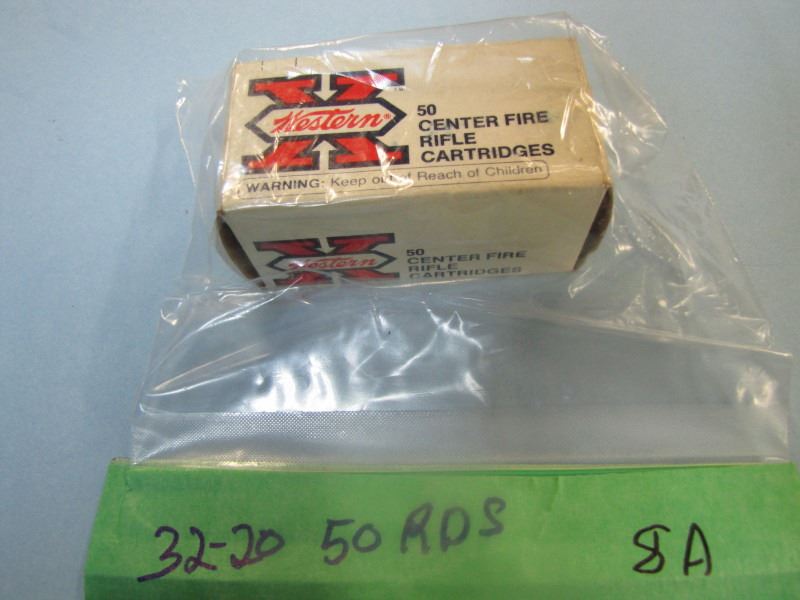 Western®
50
CENTER FIRE
RIFLE
CARTRIDGES
WARNING: Keep out of Reach of Children
Western
50
CENTER FIRE
RIFLE
CARTRIDGES
32-20 50 RDS 8A